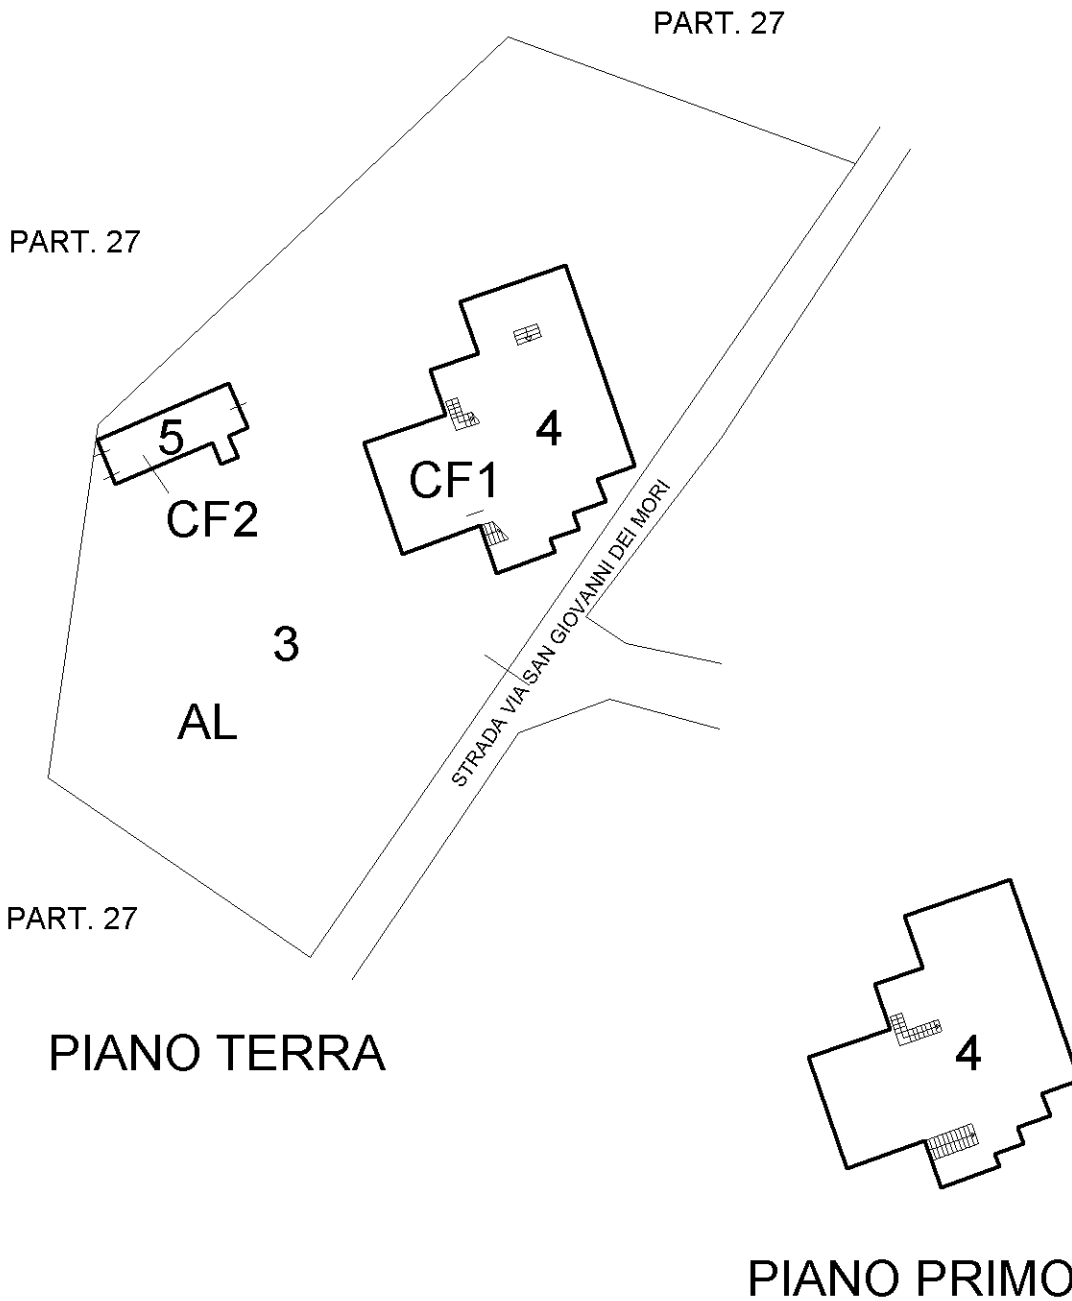 PART. 27
PART. 27
4
5
CF1
CF2
STRADA VIA SAN GIOVANNI DEI MORI
3
AL
PART. 27
PIANO TERRA
4
PIANO PRIMO